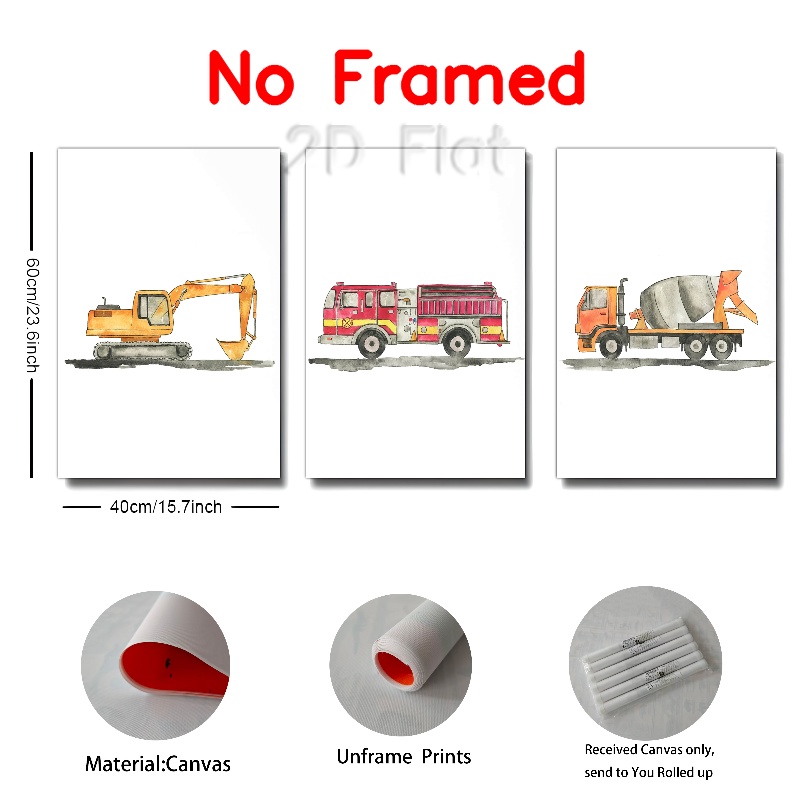 No Framed
2D Flat
60cm/23.6inch
40cm/15.7inch
Material:Canvas
Unframe Prints
Received Canvas only,
send to You Rolled up